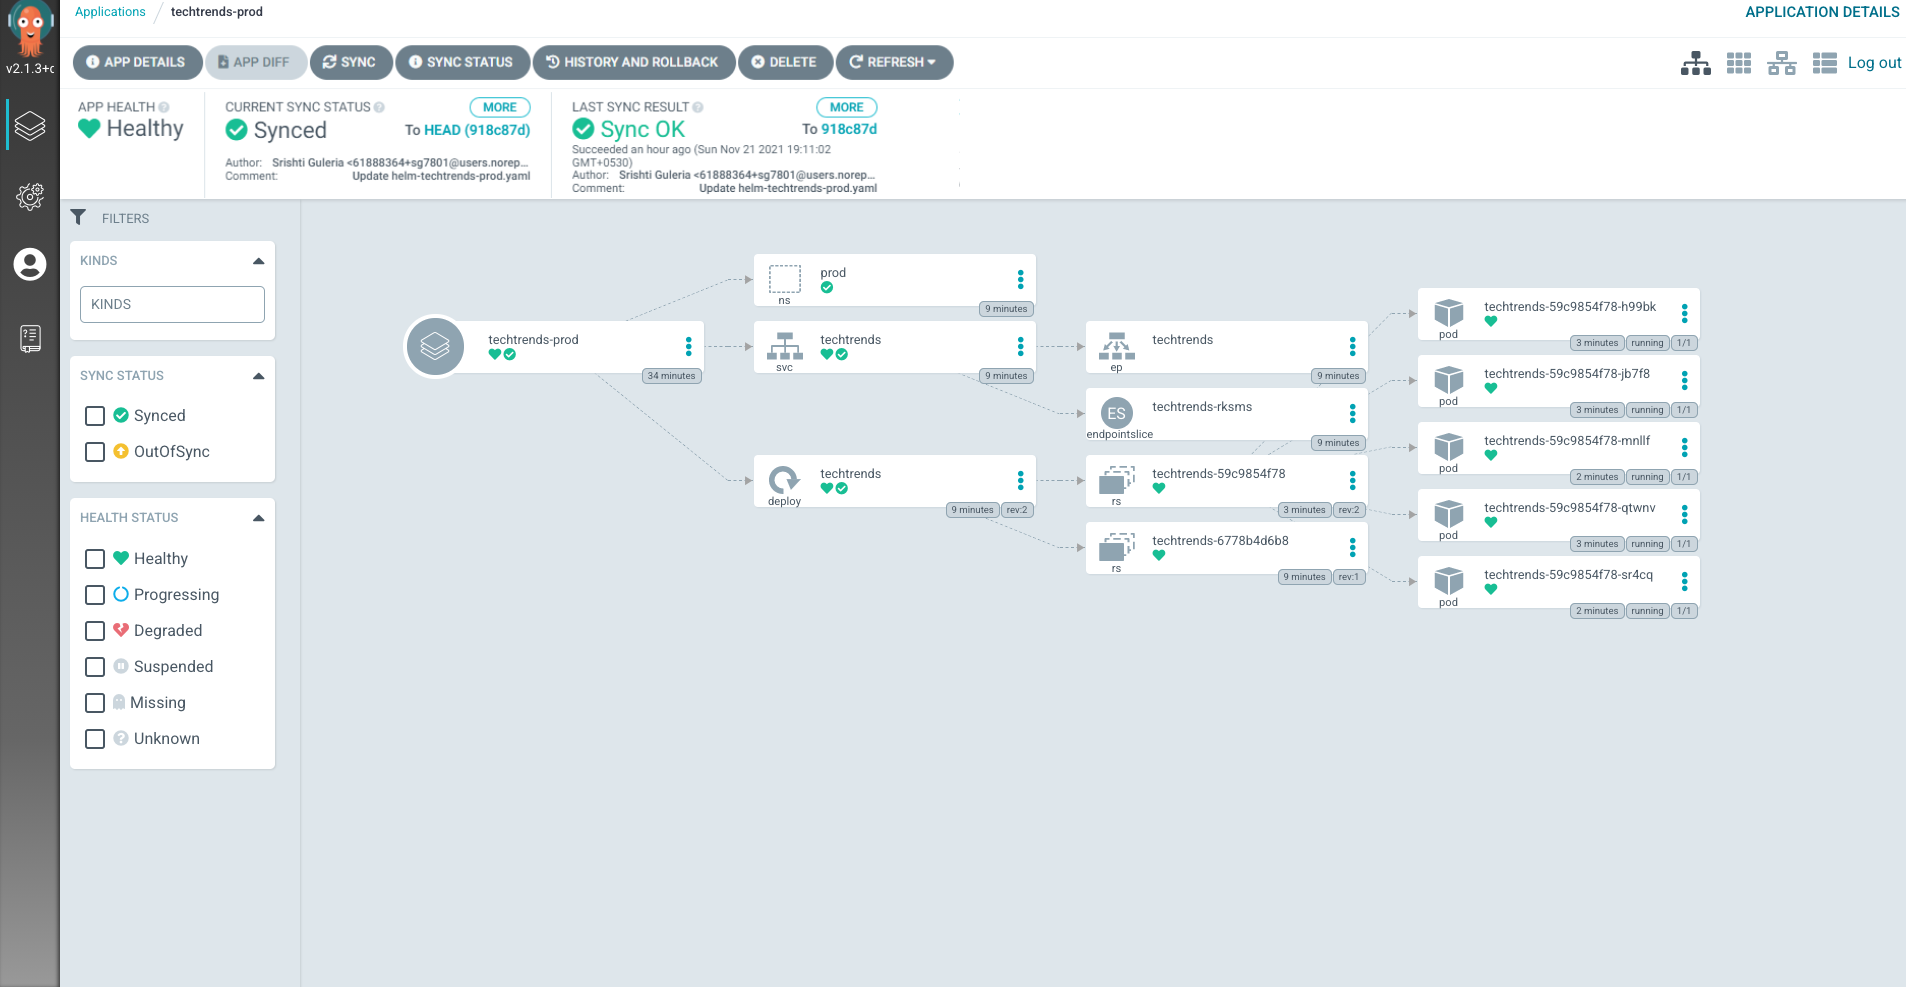 Applications / techtrends-prod
APPLICATION DETAILS
v2.1.3+
APP DETAILS
APP DIFF
SYNC
SYNC STATUS
HISTORY AND ROLLBACK
DELETE
REFRESH
Log out
APP HEALTH
Healthy
CURRENT SYNC STATUS
MORE
Synced
To HEAD (918c87d)
Author: Srishti Guleria <61888364+sg7801@users.norep...
Comment: Update helm-techtrends-prod.yaml
LAST SYNC RESULT
MORE
Sync OK
To 918c87d
Succeeded an hour ago (Sun Nov 21 2021 19:11:02
GMT+0530)
Author: Srishti Guleria <61888364+sg7801@users.norep...
Comment: Update helm-techtrends-prod.yaml
FILTERS
KINDS
KINDS
SYNC STATUS
Synced
OutOfSync
HEALTH STATUS
Healthy
Progressing
Degraded
Suspended
Missing
Unknown
techtrends-prod
34 minutes
prod
ns
9 minutes
techtrends
svc
9 minutes
techtrends
deploy
9 minutes rev:2
techtrends
ep
9 minutes
ES
techtrends-rksms
endpointslice
9 minutes
techtrends-59c9854f78
rs
3 minutes rev:2
techtrends-6778b4d6b8
rs
9 minutes rev:1
techtrends-59c9854f78-h99bk
pod
3 minutes running 1/1
techtrends-59c9854f78-jb7f8
pod
3 minutes running 1/1
techtrends-59c9854f78-mnllf
pod
2 minutes running 1/1
techtrends-59c9854f78-qtwnv
pod
3 minutes running 1/1
techtrends-59c9854f78-sr4cq
pod
2 minutes running 1/1